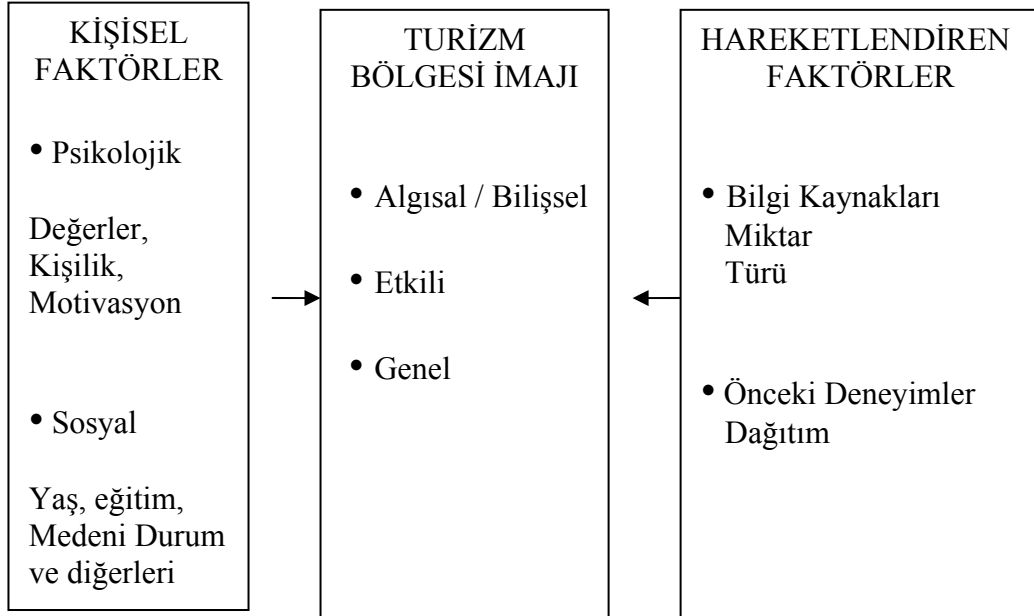 KİŞİSEL
FAKTÖRLER
• Psikolojik
Değerler,
Kişilik,
Motivasyon
• Sosyal
Yaş, eğitim,
Medeni Durum
ve diğerleri
TURİZM
BÖLGESİ İMAJI
• Algısal / Bilişsel
• Etkili
• Genel
HAREKETLENDİREN
FAKTÖRLER
• Bilgi Kaynakları
Miktar
Türü
• Önceki Deneyimler
Dağıtım